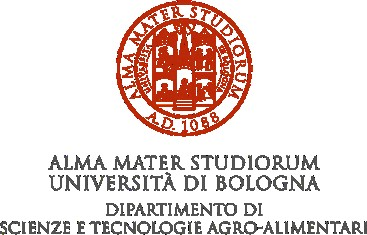 ALMA MATER STUDIORUM
A.D. 1088
ALMA MATER STUDIORUM
UNIVERSITÀ DI BOLOGNA
DIPARTIMENTO DI
SCIENZE E TECNOLOGIE AGRO-ALIMENTARI